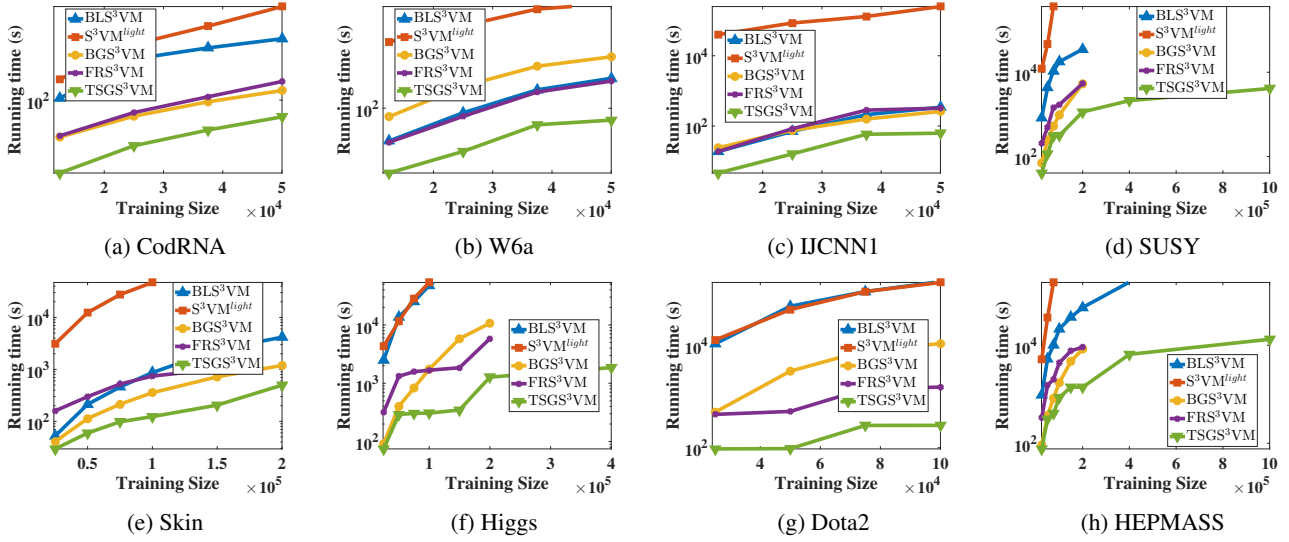 Running time (s)
10²
BLS³VM
S³VM^light
BGS³VM
FRS³VM
TSGS³VM
2 3 4 5
Training Size ×10⁴
(a) CodRNA
Running time (s)
10²
BLS³VM
S³VM^light
BGS³VM
FRS³VM
TSGS³VM
2 3 4 5
Training Size ×10⁴
(b) W6a
Running time (s)
10⁴
10²
BLS³VM
S³VM^light
BGS³VM
FRS³VM
TSGS³VM
2 3 4 5
Training Size ×10⁴
(c) IJCNN1
Running time (s)
10⁴
10²
BLS³VM
S³VM^light
BGS³VM
FRS³VM
TSGS³VM
2 4 6 8 10
Training Size ×10⁵
(d) SUSY
Running time (s)
10⁴
10³
10²
BLS³VM
S³VM^light
BGS³VM
FRS³VM
TSGS³VM
0.5 1 1.5 2
Training Size ×10⁵
(e) Skin
Running time (s)
10⁴
10³
10²
BLS³VM
S³VM^light
BGS³VM
FRS³VM
TSGS³VM
1 2 3 4
Training Size ×10⁵
(f) Higgs
Running time (s)
10⁴
10²
BLS³VM
S³VM^light
BGS³VM
FRS³VM
TSGS³VM
4 6 8 10
Training Size ×10⁴
(g) Dota2
Running time (s)
10⁴
10²
BLS³VM
S³VM^light
BGS³VM
FRS³VM
TSGS³VM
2 4 6 8 10
Training Size ×10⁵
(h) HEPMASS